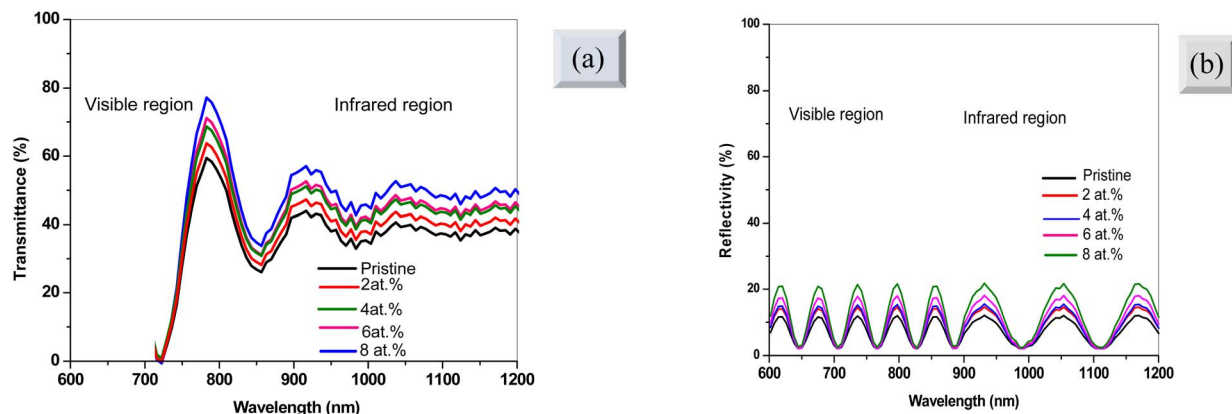 (a)
Transmittance (%)
100
80
60
40
20
0
Visible region
Infrared region
Pristine
2at.%
4at.%
6at.%
8 at.%
600 700 800 900 1000 1100 1200
Wavelength (nm)
(b)
Reflectivity (%)
100
80
60
40
20
0
Visible region
Infrared region
Pristine
2 at.%
4 at.%
6 at.%
8 at.%
600 700 800 900 1000 1100 1200
Wavelength (nm)